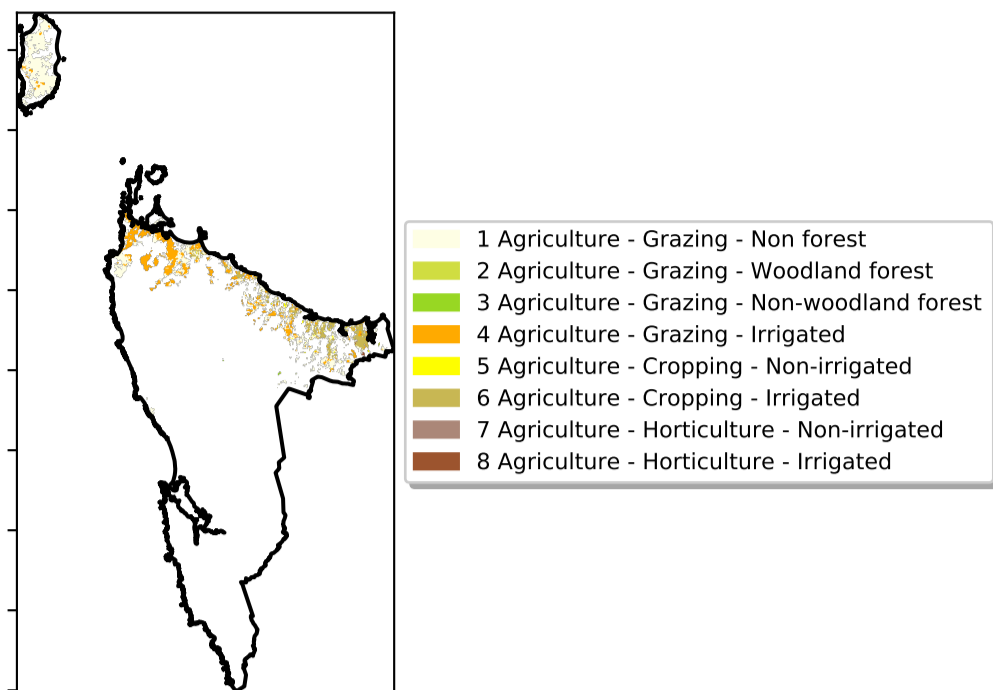 1 Agriculture - Grazing - Non forest
2 Agriculture - Grazing - Woodland forest
3 Agriculture - Grazing - Non-woodland forest
4 Agriculture - Grazing - Irrigated
5 Agriculture - Cropping - Non-irrigated
6 Agriculture - Cropping - Irrigated
7 Agriculture - Horticulture - Non-irrigated
8 Agriculture - Horticulture - Irrigated